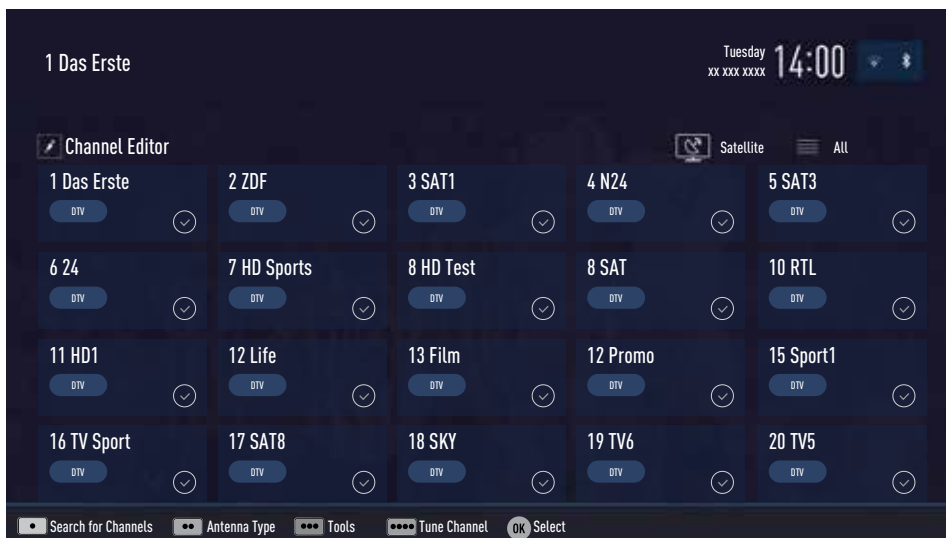 1 Das Erste
Tuesday
xx xxx xxxx
14:00
Channel Editor
Satellite
All
1 Das Erste
2 ZDF
3 SAT1
4 N24
5 SAT3
DTV
DTV
DTV
DTV
DTV
6 24
7 HD Sports
8 HD Test
8 SAT
10 RTL
DTV
DTV
DTV
DTV
DTV
11 HD1
12 Life
13 Film
12 Promo
15 Sport1
DTV
DTV
DTV
DTV
DTV
16 TV Sport
17 SAT8
18 SKY
19 TV6
20 TV5
DTV
DTV
DTV
DTV
DTV
Search for Channels
Antenna Type
Tools
Tune Channel
OK Select